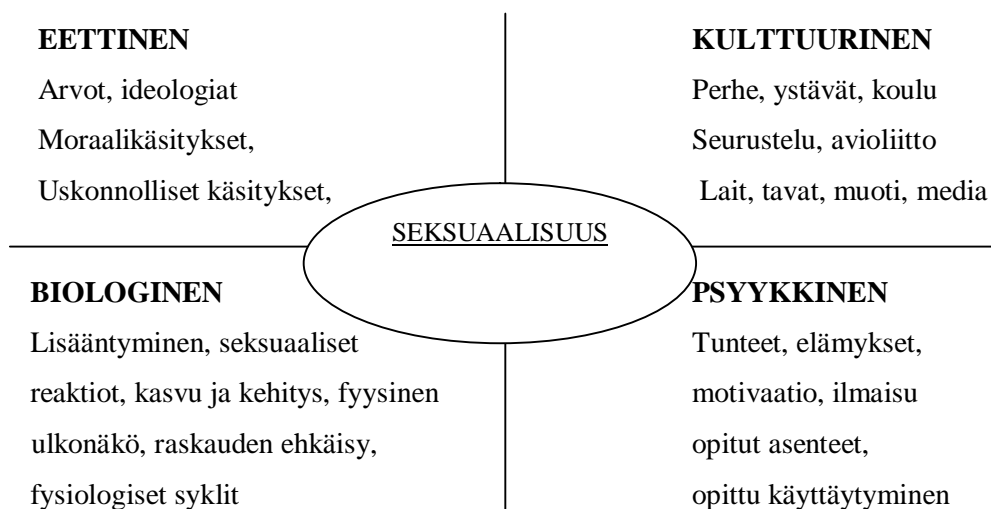 EETTINEN
Arvot, ideologiat
Moraalikäsitykset,
Uskonnolliset käsitykset,
KULTTUURINEN
Perhe, ystävät, koulu
Seurustelu, avioliitto
Lait, tavat, muoti, media
SEKSUAALISUUS
BIOLOGINEN
Lisääntyminen, seksuaaliset
reaktiot, kasvu ja kehitys, fyysinen
ulkonäkö, raskauden ehkäisy,
fysiologiset syklit
PSYYKKINEN
Tunteet, elämykset,
motivaatio, ilmaisu
opitut asenteet,
opittu käyttäytyminen